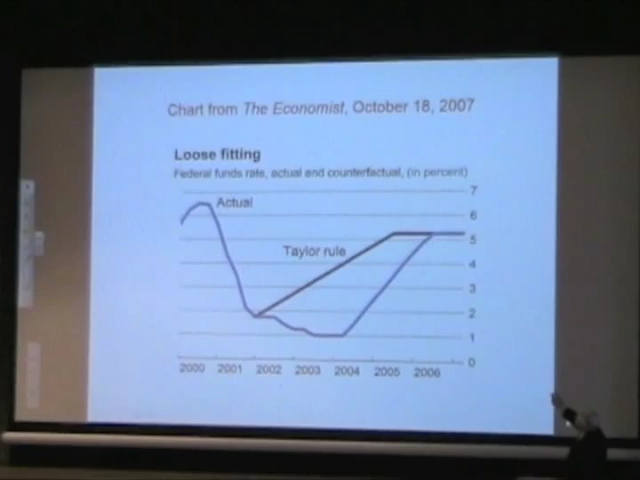 Chart from The Economist, October 18, 2007
Loose fitting
Federal funds rate, actual and counterfactual, (in percent)
7
Actual
6
Taylor rule
5
4
3
2
1
0
2000 2001 2002 2003 2004 2005 2006